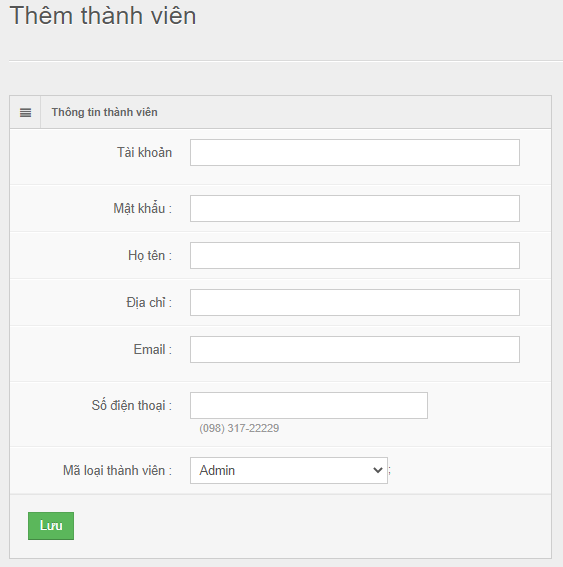 Thêm thành viên
Thông tin thành viên
Tài khoản
Mật khẩu :
Họ tên :
Địa chỉ :
Email :
Số điện thoại :
(098) 317-22229
Mã loại thành viên : Admin ;
Lưu